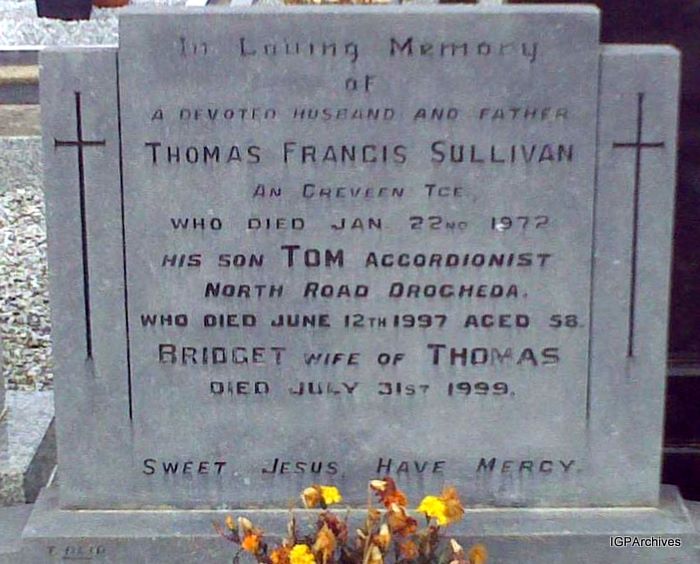 In Loving Memory
of
A DEVOTED HUSBAND AND FATHER
THOMAS FRANCIS SULLIVAN
AN CREVEEN TCE.,
WHO DIED JAN. 22ND 1972
HIS SON TOM ACCORDIONIST
NORTH ROAD DROGHEDA.
WHO DIED JUNE 12TH 1997 AGED 58.
BRIDGET WIFE OF THOMAS
DIED JULY 31ST 1999.
SWEET JESUS HAVE MERCY.
T. REID
IGPArchives